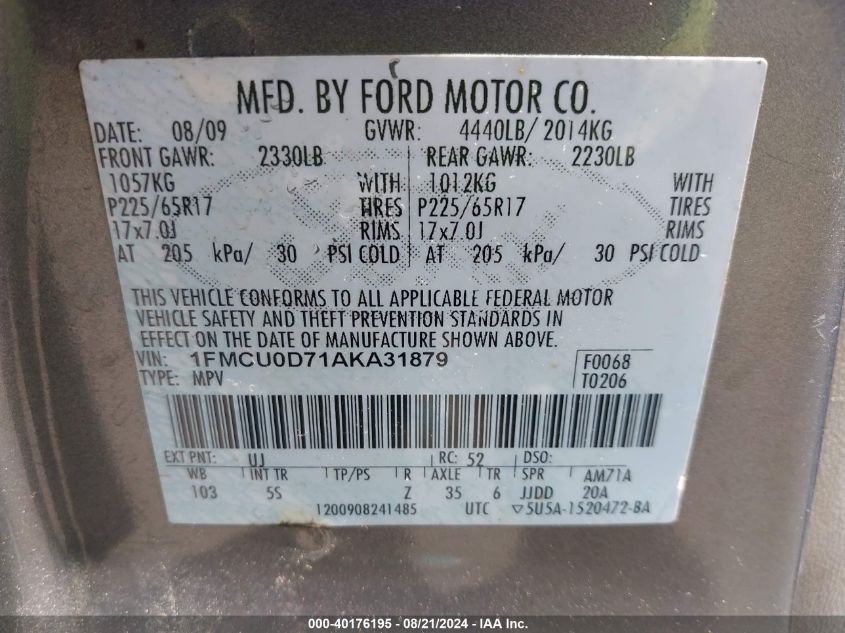 MFD. BY FORD MOTOR CO.
DATE: 08/09 GVWR: 4440LB/ 2014KG
FRONT GAWR: 2330LB REAR GAWR: 2230LB
1057KG WITH 1012KG WITH
P225/65R17 TIRES P225/65R17 TIRES
17x7.0J RIMS 17x7.0J RIMS
AT 205 kPa/ 30 PSI COLD AT 205 kPa/ 30 PSI COLD
THIS VEHICLE CONFORMS TO ALL APPLICABLE FEDERAL MOTOR
VEHICLE SAFETY AND THEFT PREVENTION STANDARDS IN
EFFECT ON THE DATE OF MANUFACTURE SHOWN ABOVE.
VIN: 1FMCU0D71AKA31879 F0068
TYPE: MPV T0206
EXT PNT: UJ RC: 52 DSO:
WB INT TR TP/PS R AXLE TR SPR AM71A
103 5S Z 35 6 JJDD 20A
1200908241485 UTC ▽5U5A-1520472-BA
000-40176195 - 08/21/2024 - IAA Inc.